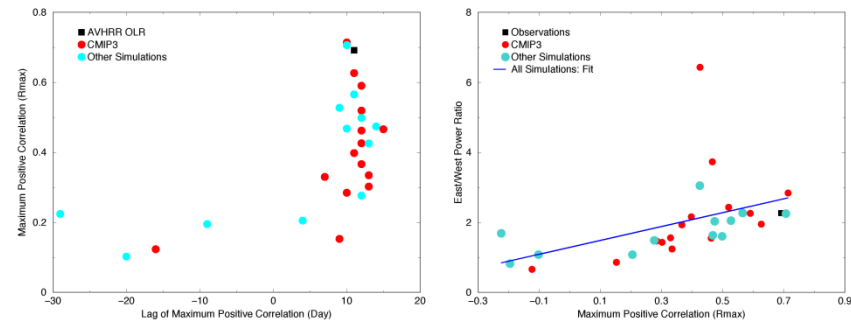 0.8
0.6
0.4
0.2
0
Maximum Positive Correlation (Rmax)
AVHRR OLR
CMIP3
Other Simulations
-30
-20
-10
0
10
20
Lag of Maximum Positive Correlation (Day)
8
6
4
2
0
East/West Power Ratio
Observations
CMIP3
Other Simulations
All Simulations: Fit
-0.3
-0.1
0.1
0.3
0.5
0.7
0.9
Maximum Positive Correlation (Rmax)